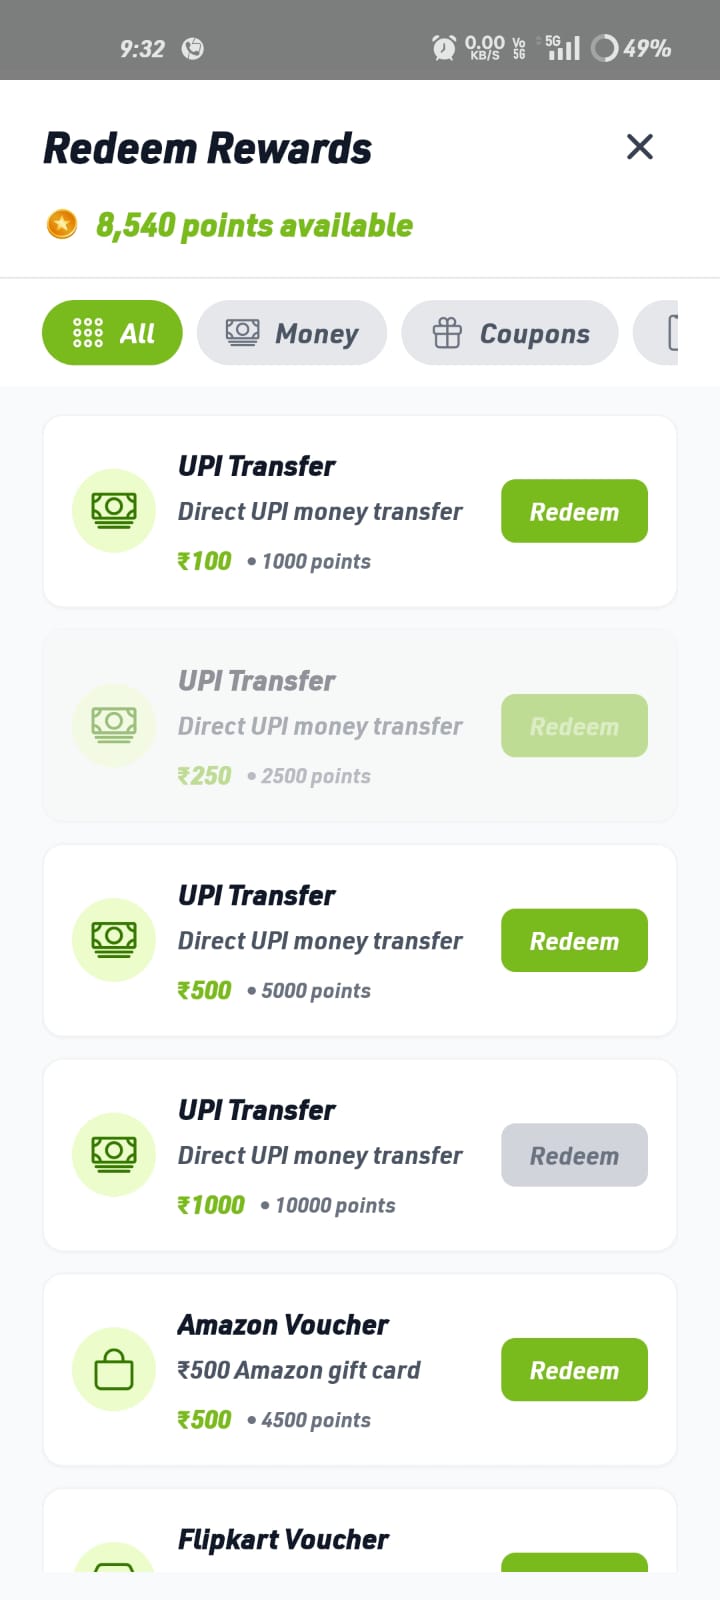 9:32
0.00 KB/S Vo 5G 5G 49%
Redeem Rewards
8,540 points available
All
Money
Coupons
UPI Transfer
Direct UPI money transfer
₹100 • 1000 points
Redeem
UPI Transfer
Direct UPI money transfer
₹250 • 2500 points
Redeem
UPI Transfer
Direct UPI money transfer
₹500 • 5000 points
Redeem
UPI Transfer
Direct UPI money transfer
₹1000 • 10000 points
Redeem
Amazon Voucher
₹500 Amazon gift card
₹500 • 4500 points
Redeem
Flipkart Voucher